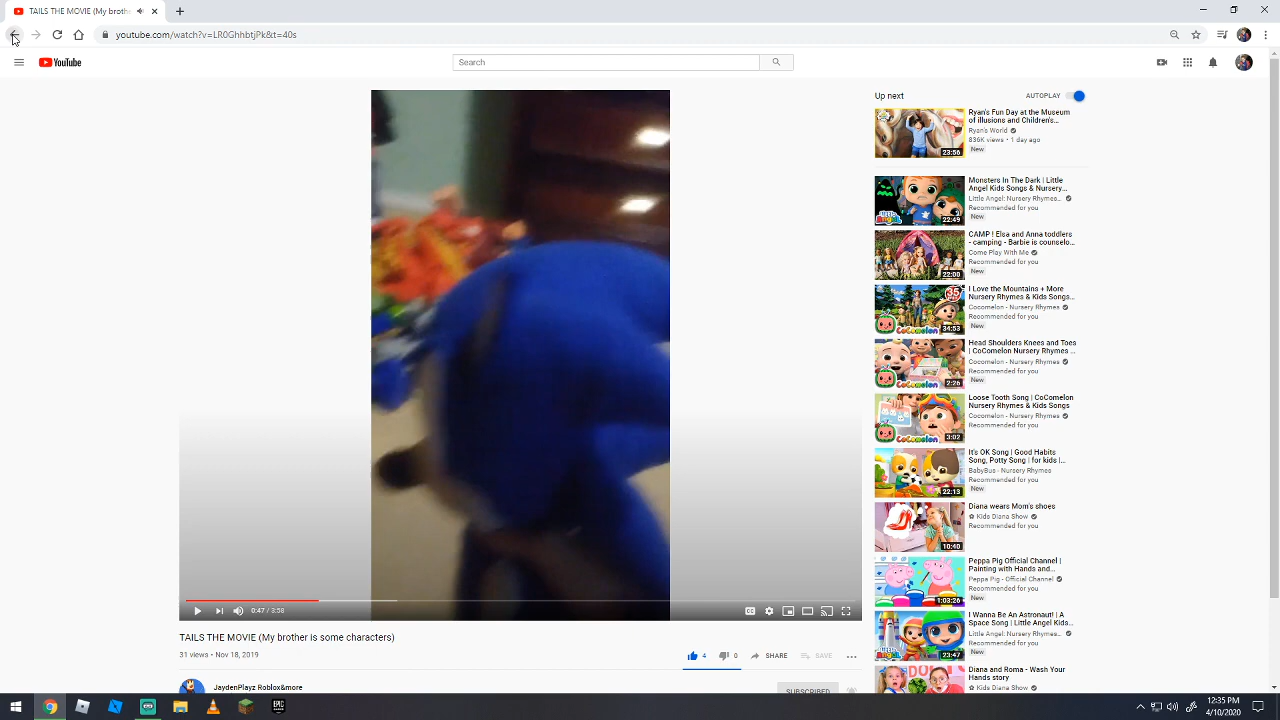 TAILS THE MOVIE (My brothe
youtube.com/watch?v=LR0GhhbtjPk&t=40s
YouTube
Search
Up next
AUTOPLAY
23:56
Ryan's Fun Day at the Museum
of illusions and Children's...
Ryan's World
836K views • 1 day ago
New
22:49
Monsters In The Dark | Little
Angel Kids Songs & Nursery...
Little Angel: Nursery Rhymes...
Recommended for you
New
22:00
CAMP ! Elsa and Anna toddlers
- camping - Barbie is counselo...
Come Play With Me
Recommended for you
New
35
CoComelon
34:53
I Love the Mountains + More
Nursery Rhymes & Kids Songs...
Cocomelon - Nursery Rhymes
Recommended for you
New
CoComelon
2:26
Head Shoulders Knees and Toes
| CoComelon Nursery Rhymes ...
Cocomelon - Nursery Rhymes
Recommended for you
New
CoComelon
3:02
Loose Tooth Song | CoComelon
Nursery Rhymes & Kids Songs
Cocomelon - Nursery Rhymes
Recommended for you
22:13
It's OK Song | Good Habits
Song, Potty Song | for kids |...
BabyBus - Nursery Rhymes
Recommended for you
New
10:40
Diana wears Mom's shoes
Kids Diana Show
Recommended for you
1:03:26
Peppa Pig Official Channel |
Painting with Hands and...
Peppa Pig - Official Channel
Recommended for you
New
23:47
I Wanna Be An Astronaut! | A
Space Song | Little Angel Kids...
Little Angel: Nursery Rhymes...
Recommended for you
New
Diana and Roma - Wash Your
Hands story
Kids Diana Show
0:47 / 3:58
TAILS THE MOVIE (My brother is some characters)
31 views • Nov 18, 2019
4
0
SHARE
SAVE
JaydenPlayz Roblox&more
SUBSCRIBED
EPIC
12:35 PM
4/10/2020